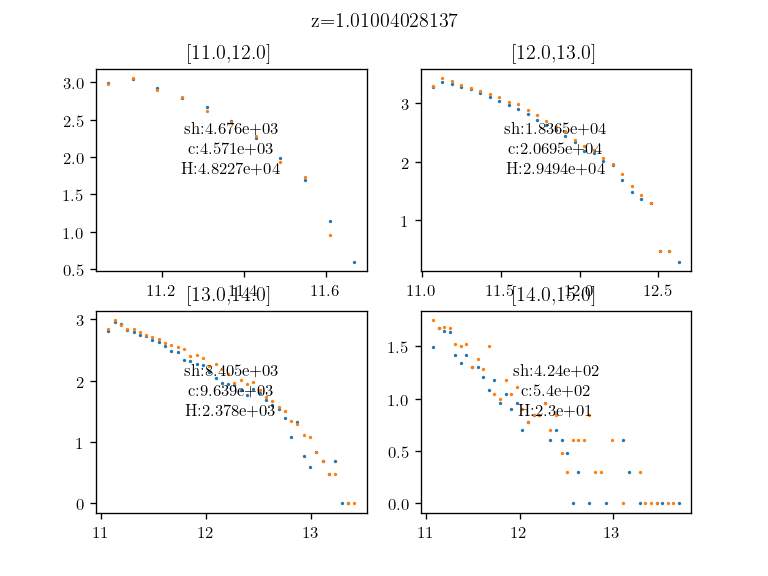 z=1.01004028137
[11.0,12.0]
3.0
2.5
2.0
1.5
1.0
0.5
sh:4.676e+03
c:4.571e+03
H:4.8227e+04
11.2
11.4
11.6
[12.0,13.0]
3
2
1
sh:1.8365e+04
c:2.0695e+04
H:2.9494e+04
11.0
11.5
12.0
12.5
[13.0,14.0]
3
2
1
0
sh:8.405e+03
c:9.639e+03
H:2.378e+03
11
12
13
[14.0,15.0]
1.5
1.0
0.5
0.0
sh:4.24e+02
c:5.4e+02
H:2.3e+01
11
12
13